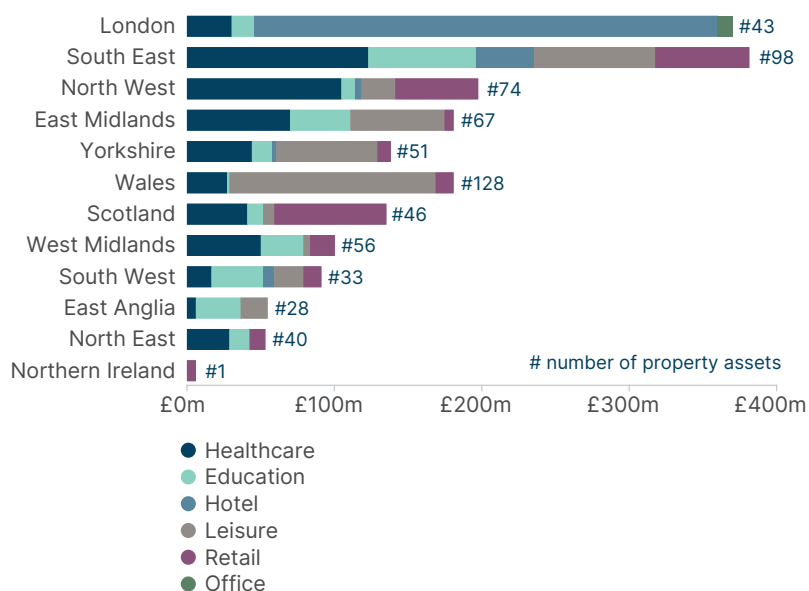 London #43
South East #98
North West #74
East Midlands #67
Yorkshire #51
Wales #128
Scotland #46
West Midlands #56
South West #33
East Anglia #28
North East #40
Northern Ireland #1
# number of property assets
£0m £100m £200m £300m £400m
Healthcare
Education
Hotel
Leisure
Retail
Office